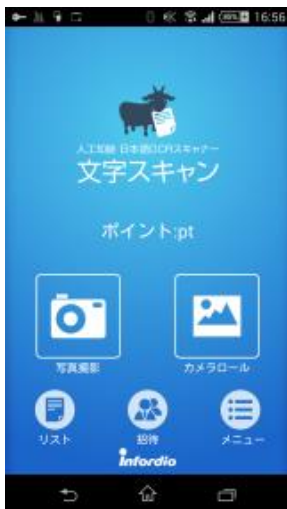 16:56
人工知能 日本語OCRスキャナー
文字スキャン
ポイント:pt
写真撮影
カメラロール
リスト
招待
メニュー
infordio